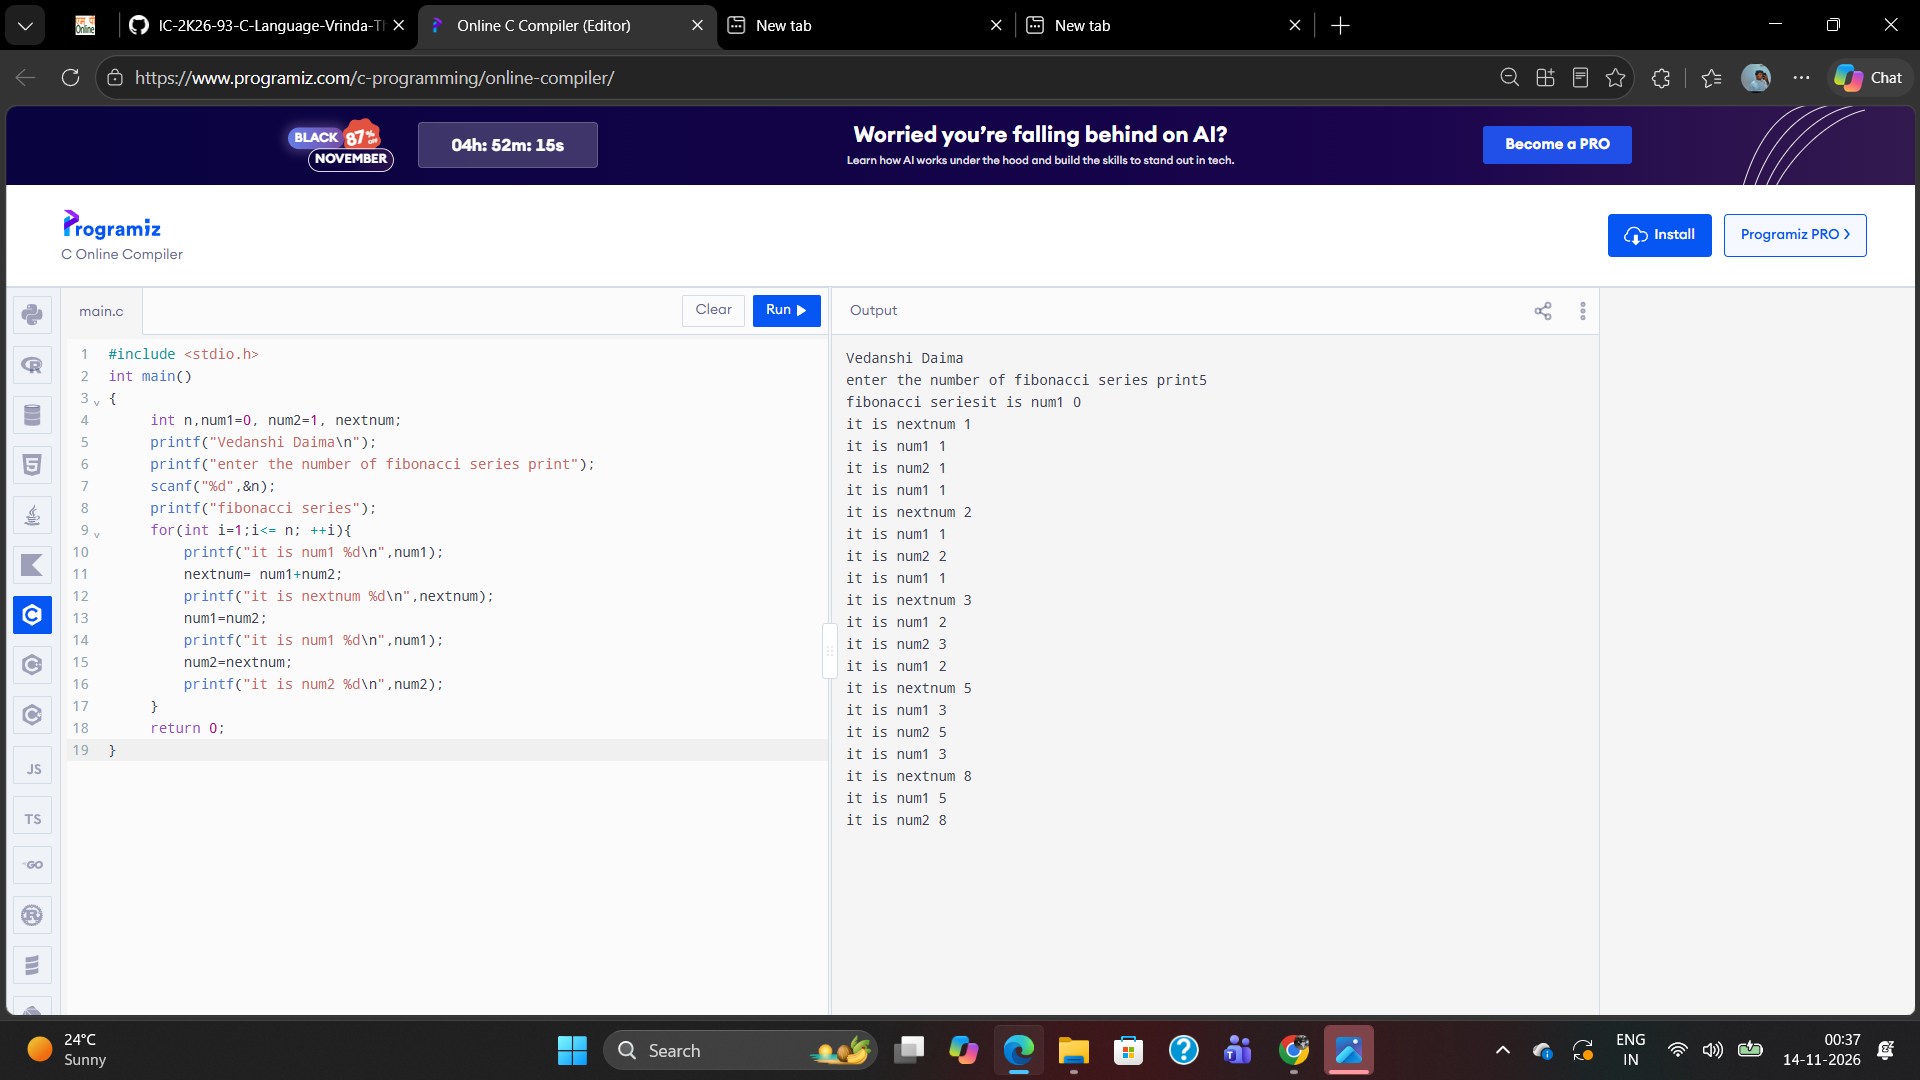 IC-2K26-93-C-Language-Vrinda-Th
Online C Compiler (Editor)
New tab
New tab
https://www.programiz.com/c-programming/online-compiler/
Chat
BLACK 87% OFF
NOVEMBER
04h: 52m: 15s
Worried you’re falling behind on AI?
Learn how AI works under the hood and build the skills to stand out in tech.
Become a PRO
Programiz
C Online Compiler
Install
Programiz PRO
main.c
Clear
Run
Output
1 #include <stdio.h>
2 int main()
3 {
4 int n,num1=0, num2=1, nextnum;
5 printf("Vedanshi Daima\n");
6 printf("enter the number of fibonacci series print");
7 scanf("%d",&n);
8 printf("fibonacci series");
9 for(int i=1;i<= n; ++i){
10 printf("it is num1 %d\n",num1);
11 nextnum= num1+num2;
12 printf("it is nextnum %d\n",nextnum);
13 num1=num2;
14 printf("it is num1 %d\n",num1);
15 num2=nextnum;
16 printf("it is num2 %d\n",num2);
17 }
18 return 0;
19 }
Vedanshi Daima
enter the number of fibonacci series print5
fibonacci seriesit is num1 0
it is nextnum 1
it is num1 1
it is num2 1
it is num1 1
it is nextnum 2
it is num1 1
it is num2 2
it is num1 1
it is nextnum 3
it is num1 2
it is num2 3
it is num1 2
it is nextnum 5
it is num1 3
it is num2 5
it is num1 3
it is nextnum 8
it is num1 5
it is num2 8
JS
TS
GO
24°C
Sunny
Search
ENG
IN
00:37
14-11-2026